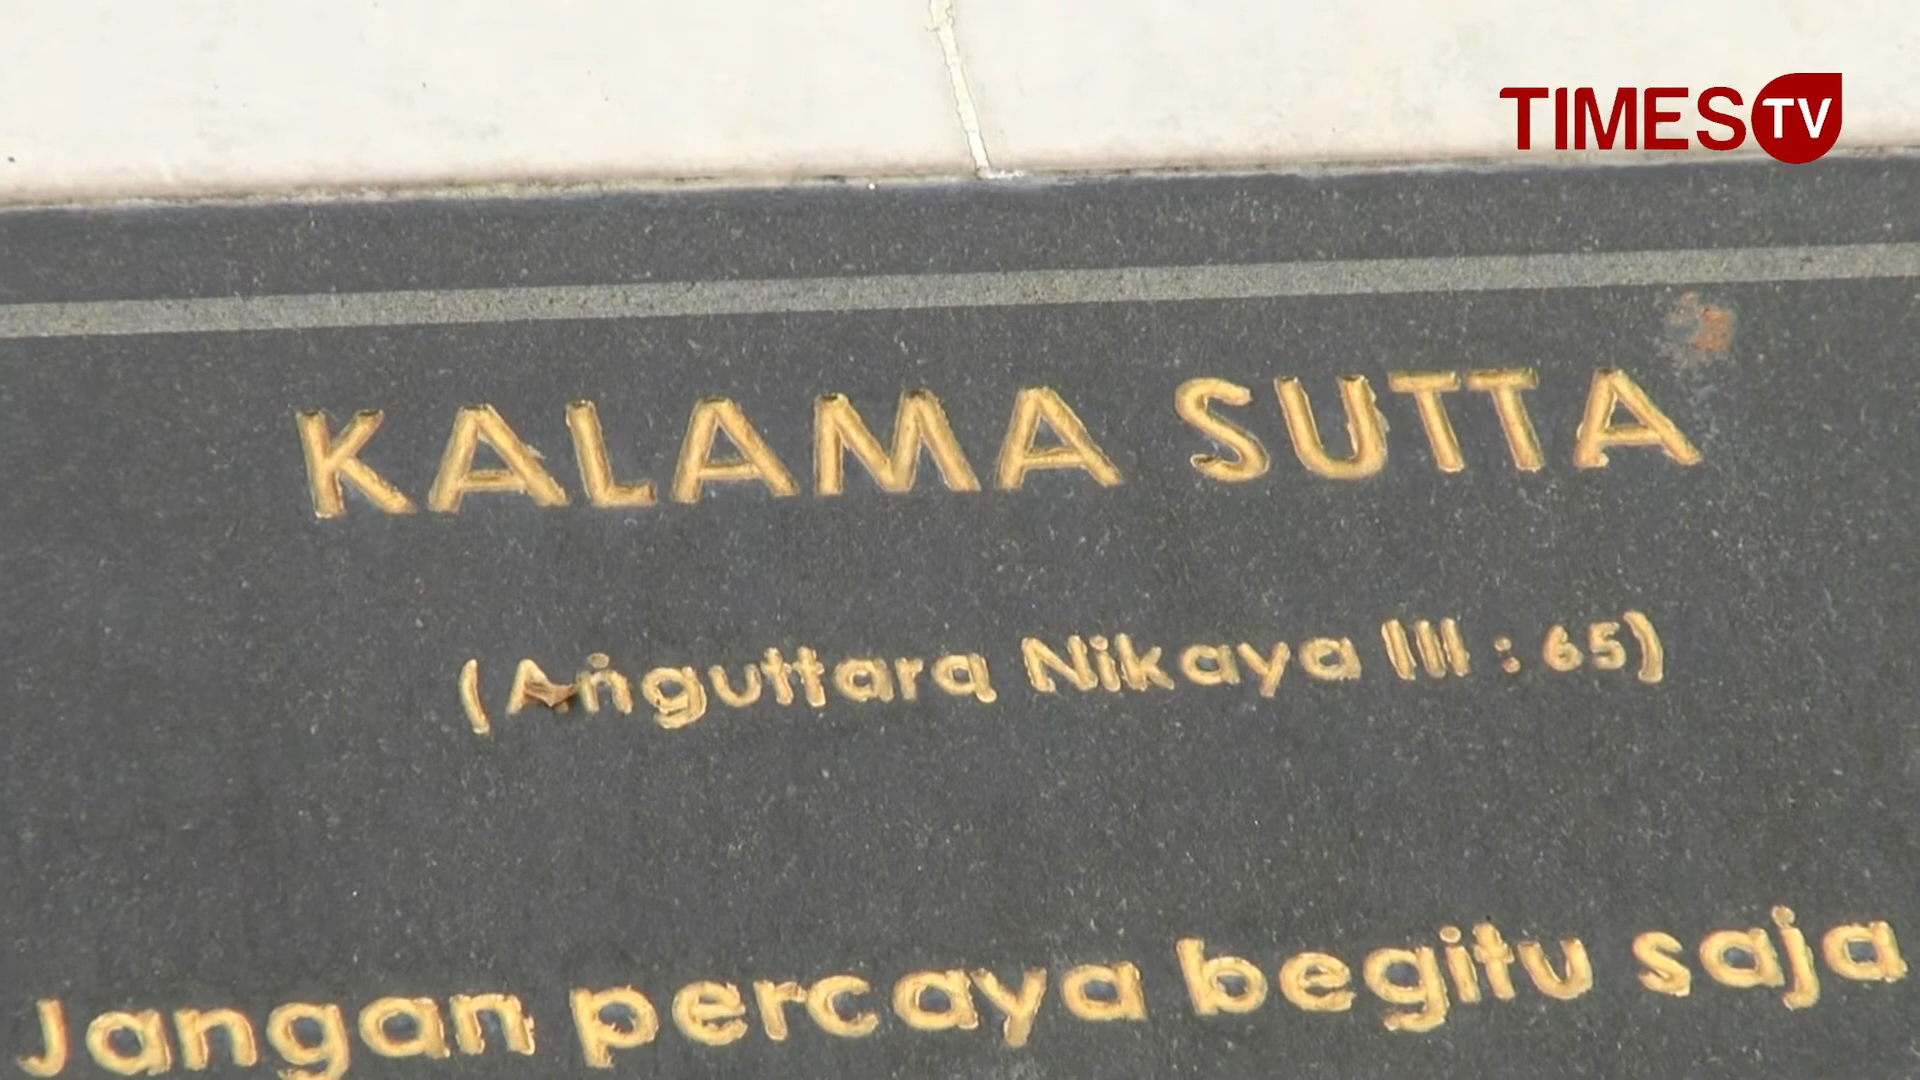 TIMES TV
KALAMA SUTTA
(Aṅguttara Nikaya III : 65)
Jangan percaya begitu saja